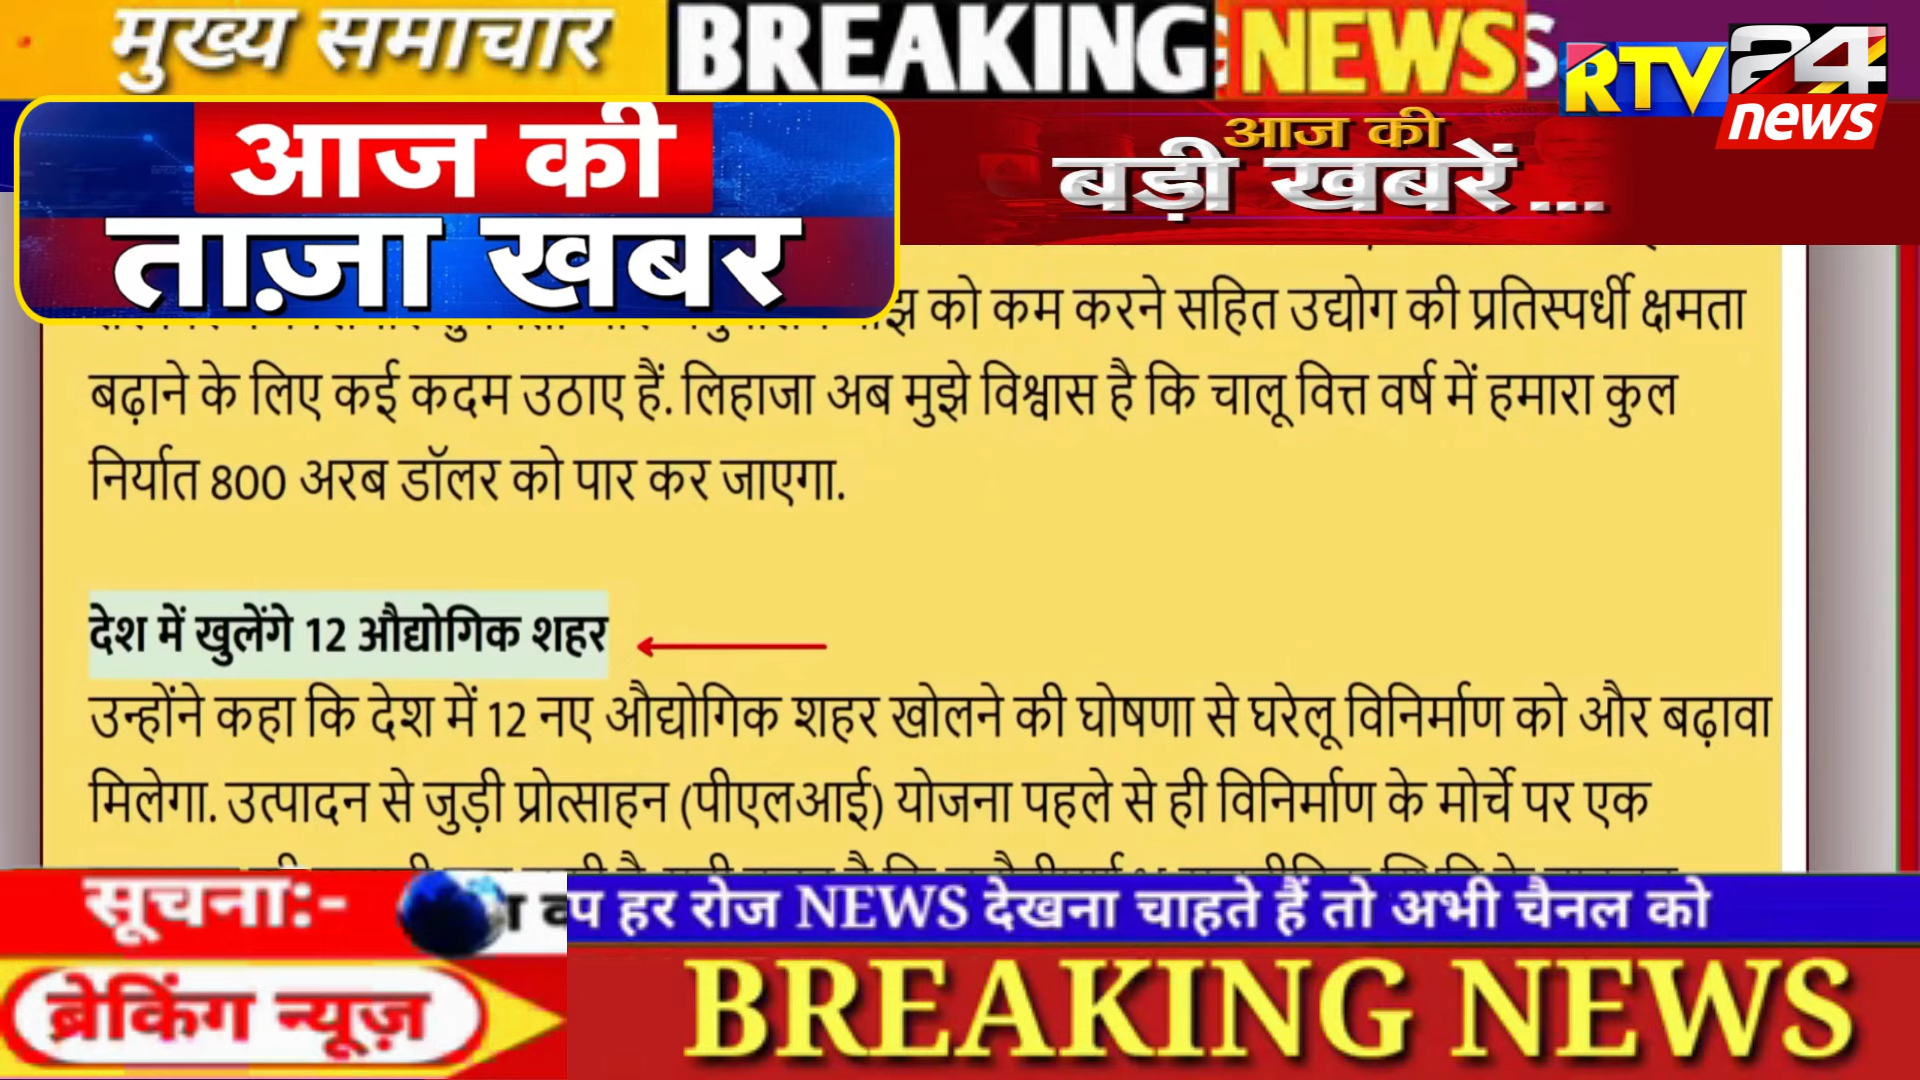 मुख्य समाचार
BREAKING NEWS
RTV 24 news
आज की
ताज़ा खबर
आज की
बड़ी खबरें...
को कम करने सहित उद्योग की प्रतिस्पर्धी क्षमता
बढ़ाने के लिए कई कदम उठाए हैं. लिहाजा अब मुझे विश्वास है कि चालू वित्त वर्ष में हमारा कुल
निर्यात 800 अरब डॉलर को पार कर जाएगा.
देश में खुलेंगे 12 औद्योगिक शहर
उन्होंने कहा कि देश में 12 नए औद्योगिक शहर खोलने की घोषणा से घरेलू विनिर्माण को और बढ़ावा
मिलेगा. उत्पादन से जुड़ी प्रोत्साहन (पीएलआई) योजना पहले से ही विनिर्माण के मोर्चे पर एक
सूचना:-
हर रोज NEWS देखना चाहते हैं तो अभी चैनल को
ब्रेकिंग न्यूज़
BREAKING NEWS